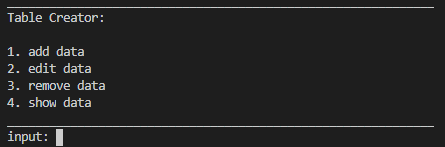 Table Creator:
1. add data
2. edit data
3. remove data
4. show data
input: